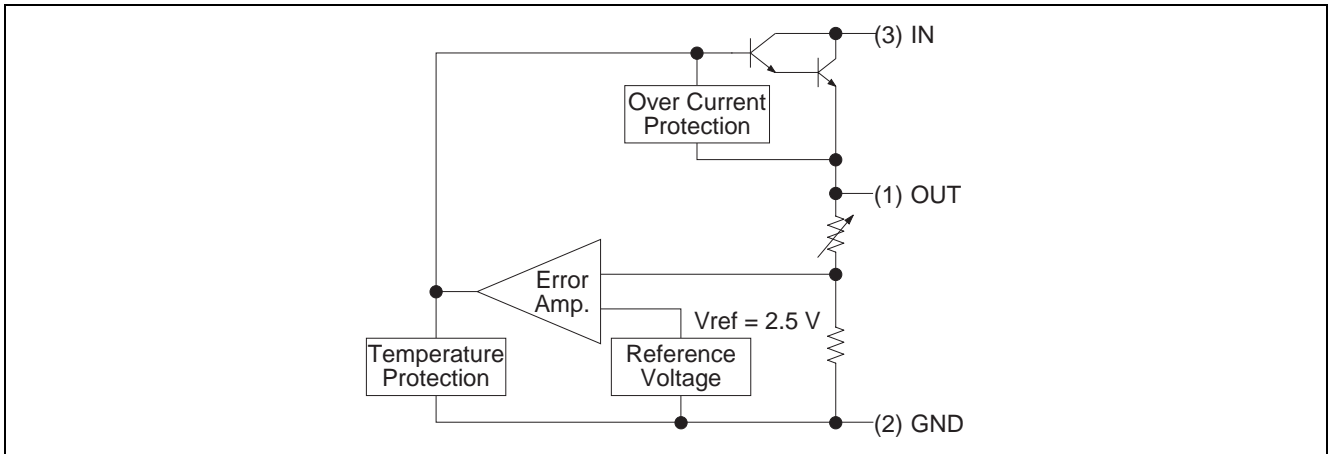 (3) IN
Over Current
Protection
(1) OUT
Error
Amp.
Vref = 2.5 V
Temperature
Protection
Reference
Voltage
(2) GND